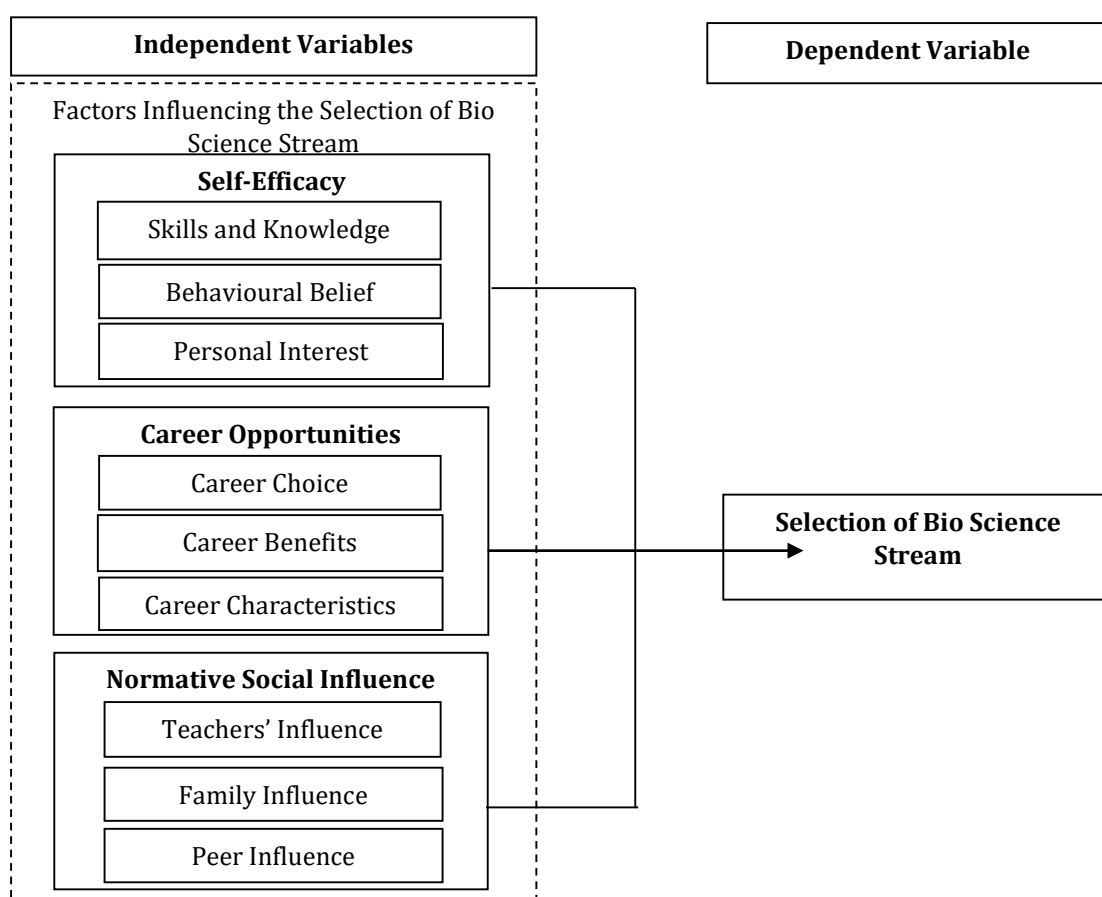 Independent Variables
Dependent Variable
Factors Influencing the Selection of Bio
Science Stream
Self-Efficacy
Skills and Knowledge
Behavioural Belief
Personal Interest
Career Opportunities
Career Choice
Career Benefits
Career Characteristics
Selection of Bio Science
Stream
Normative Social Influence
Teachers’ Influence
Family Influence
Peer Influence